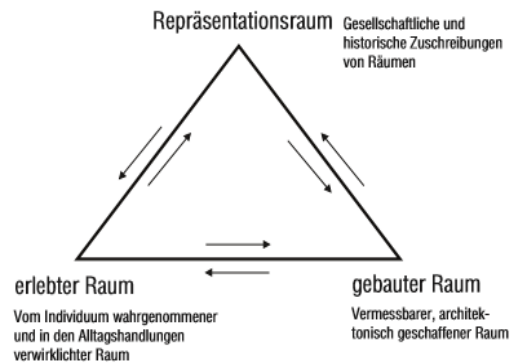 Repräsentationsraum
Gesellschaftliche und
historische Zuschreibungen
von Räumen
erlebter Raum
Vom Individuum wahrgenommener
und in den Alltagshandlungen
verwirklichter Raum
gebauter Raum
Vermessbarer, architek-
tonisch geschaffener Raum